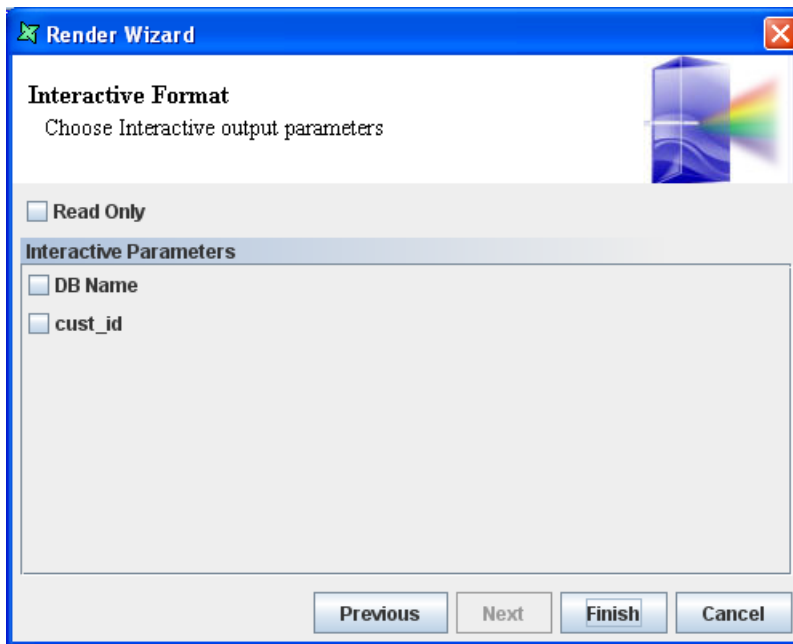 Render Wizard
Interactive Format
Choose Interactive output parameters
Read Only
Interactive Parameters
DB Name
cust_id
Previous Next Finish Cancel